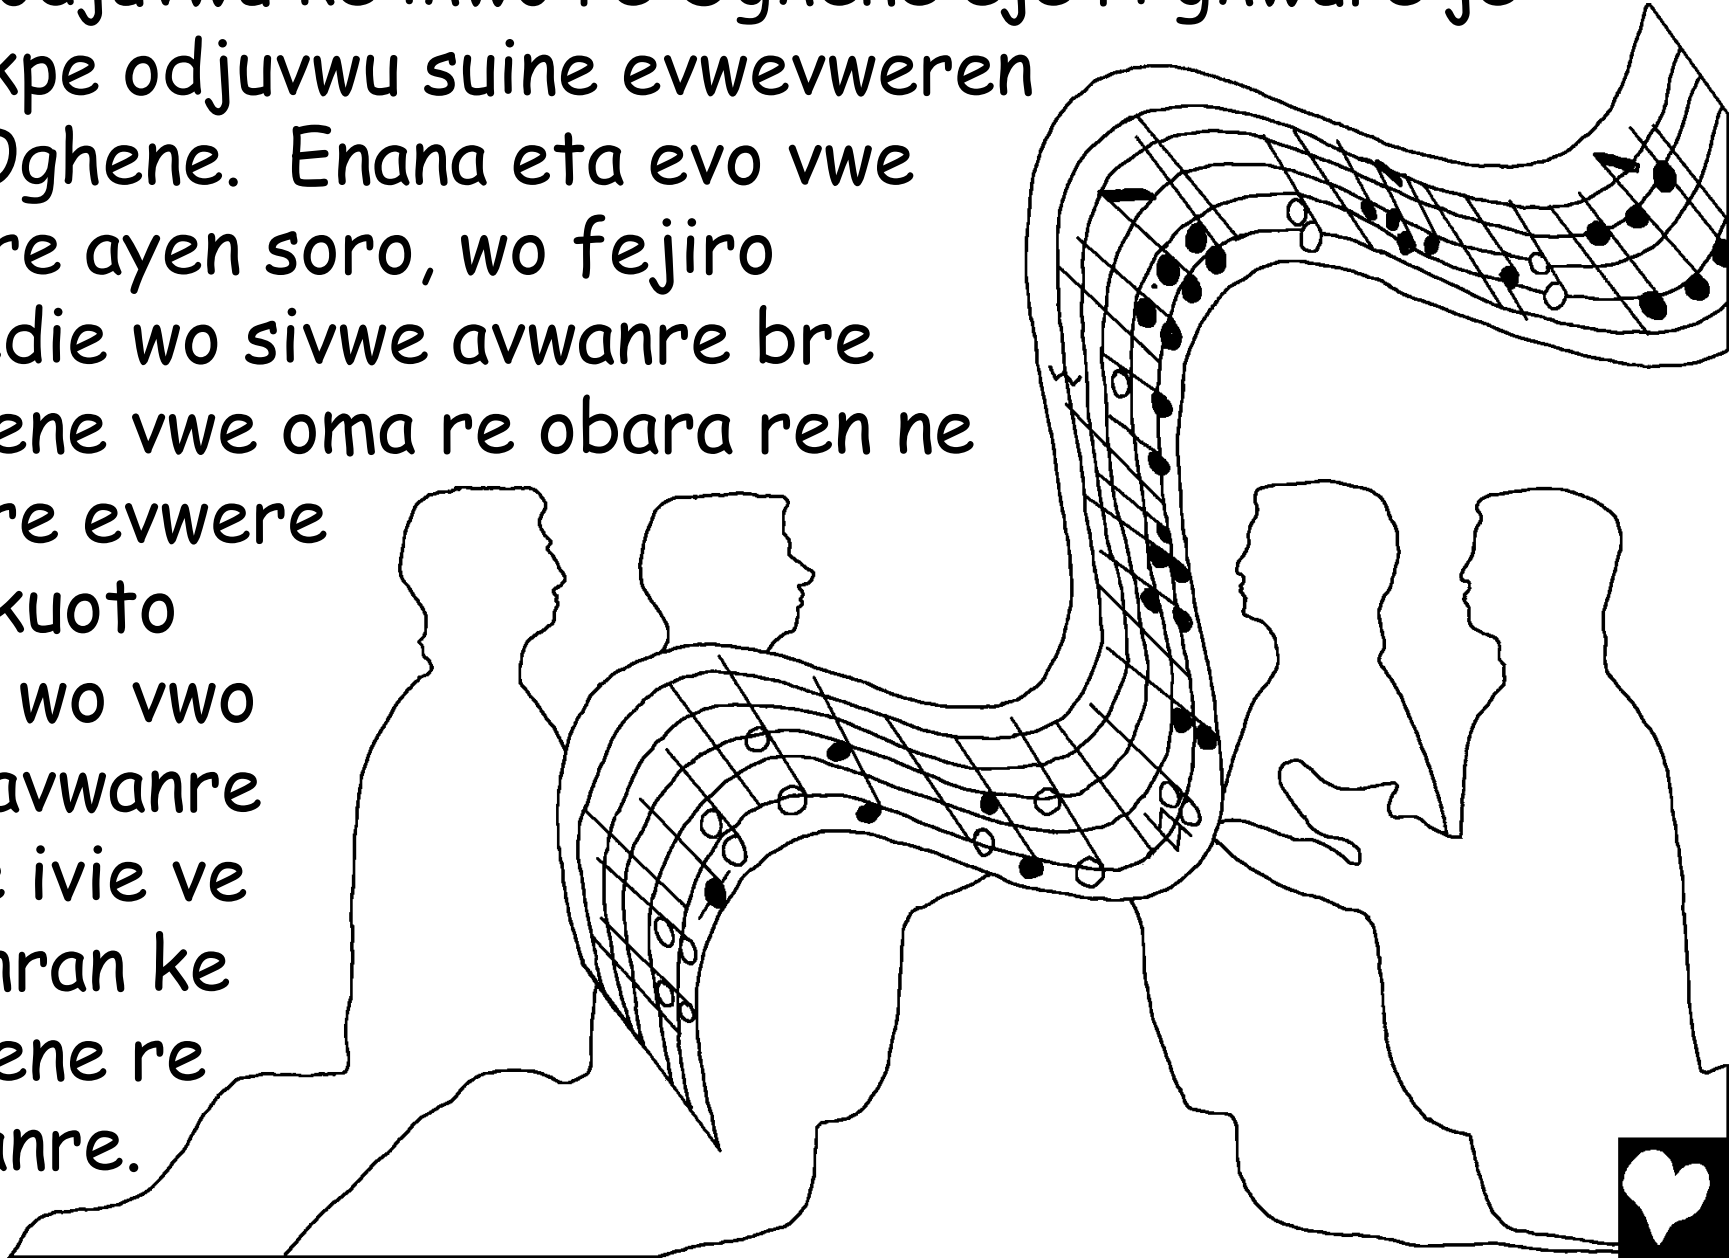 kpe odjuvwu suine evwevweren
Oghene. Enana eta evo vwe
re ayen soro, wo fejiro
die wo sivwe avwanre bre
ene vwe oma re obara ren ne
re evwere
kuoto
wo vwo
avwanre
ivie ve
nran ke
ene re
anre.